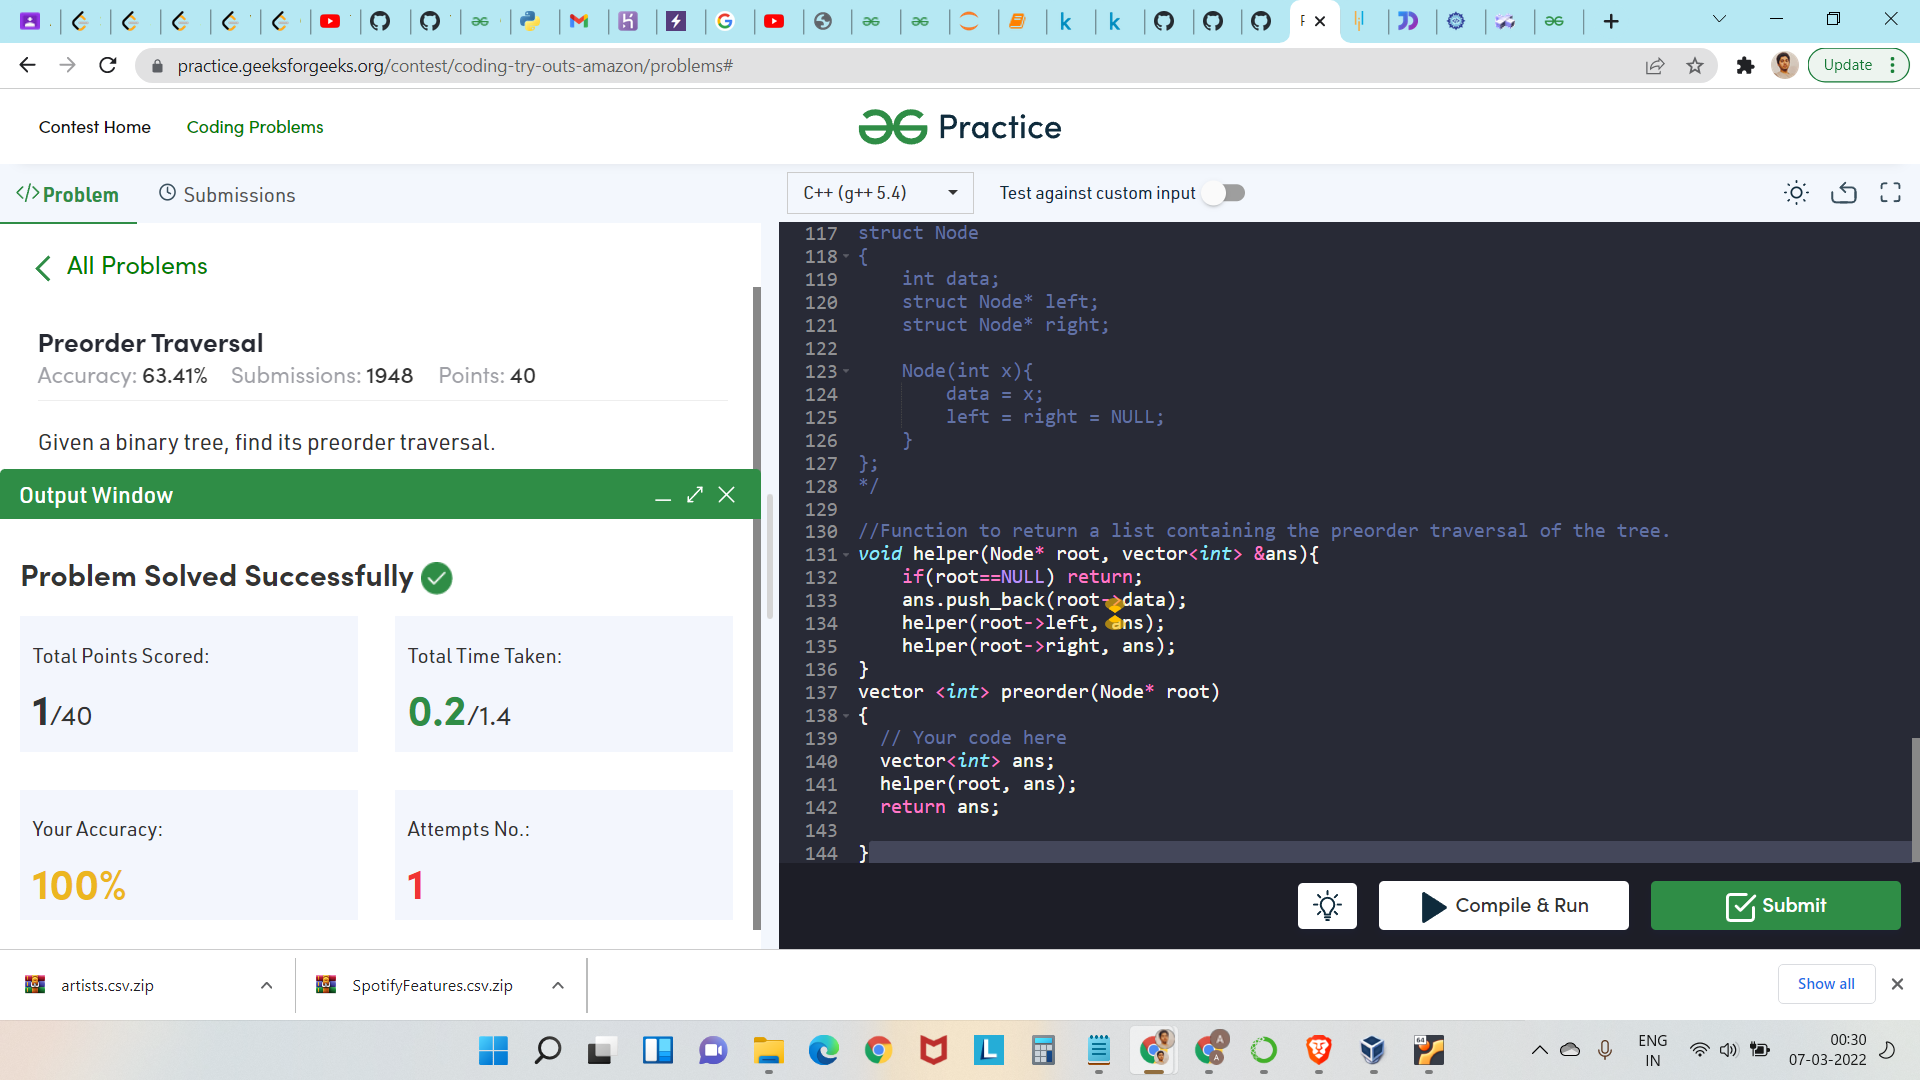 practice.geeksforgeeks.org/contest/coding-try-outs-amazon/problems#
Update
Contest Home
Coding Problems
Practice
</> Problem
Submissions
C++ (g++ 5.4)
Test against custom input
All Problems
Preorder Traversal
Accuracy: 63.41% Submissions: 1948 Points: 40
Given a binary tree, find its preorder traversal.
Output Window
Problem Solved Successfully
Total Points Scored:
1/40
Total Time Taken:
0.2/1.4
Your Accuracy:
100%
Attempts No.:
1
117 struct Node
118 {
119 int data;
120 struct Node* left;
121 struct Node* right;
122
123 Node(int x){
124 data = x;
125 left = right = NULL;
126 }
127 };
128 */
129
130 //Function to return a list containing the preorder traversal of the tree.
131 void helper(Node* root, vector<int> &ans){
132 if(root==NULL) return;
133 ans.push_back(root->data);
134 helper(root->left, ans);
135 helper(root->right, ans);
136 }
137 vector <int> preorder(Node* root)
138 {
139 // Your code here
140 vector<int> ans;
141 helper(root, ans);
142 return ans;
143
144 }
Compile & Run
Submit
artists.csv.zip
SpotifyFeatures.csv.zip
Show all
ENG
IN
00:30
07-03-2022